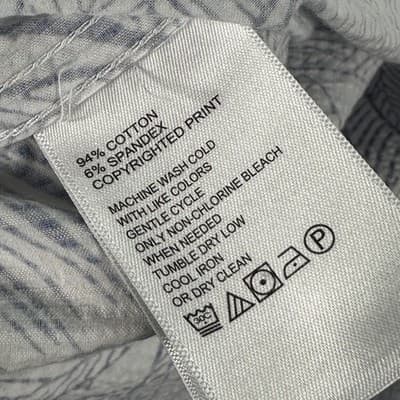 94% COTTON
6% SPANDEX
COPYRIGHTED PRINT
MACHINE WASH COLD
WITH LIKE COLORS
GENTLE CYCLE
ONLY NON-CHLORINE BLEACH
WHEN NEEDED
TUMBLE DRY LOW
COOL IRON
OR DRY CLEAN
30C P